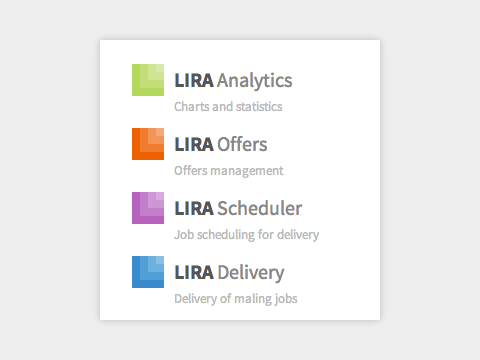 LIRA Analytics
Charts and statistics
LIRA Offers
Offers management
LIRA Scheduler
Job scheduling for delivery
LIRA Delivery
Delivery of maling jobs